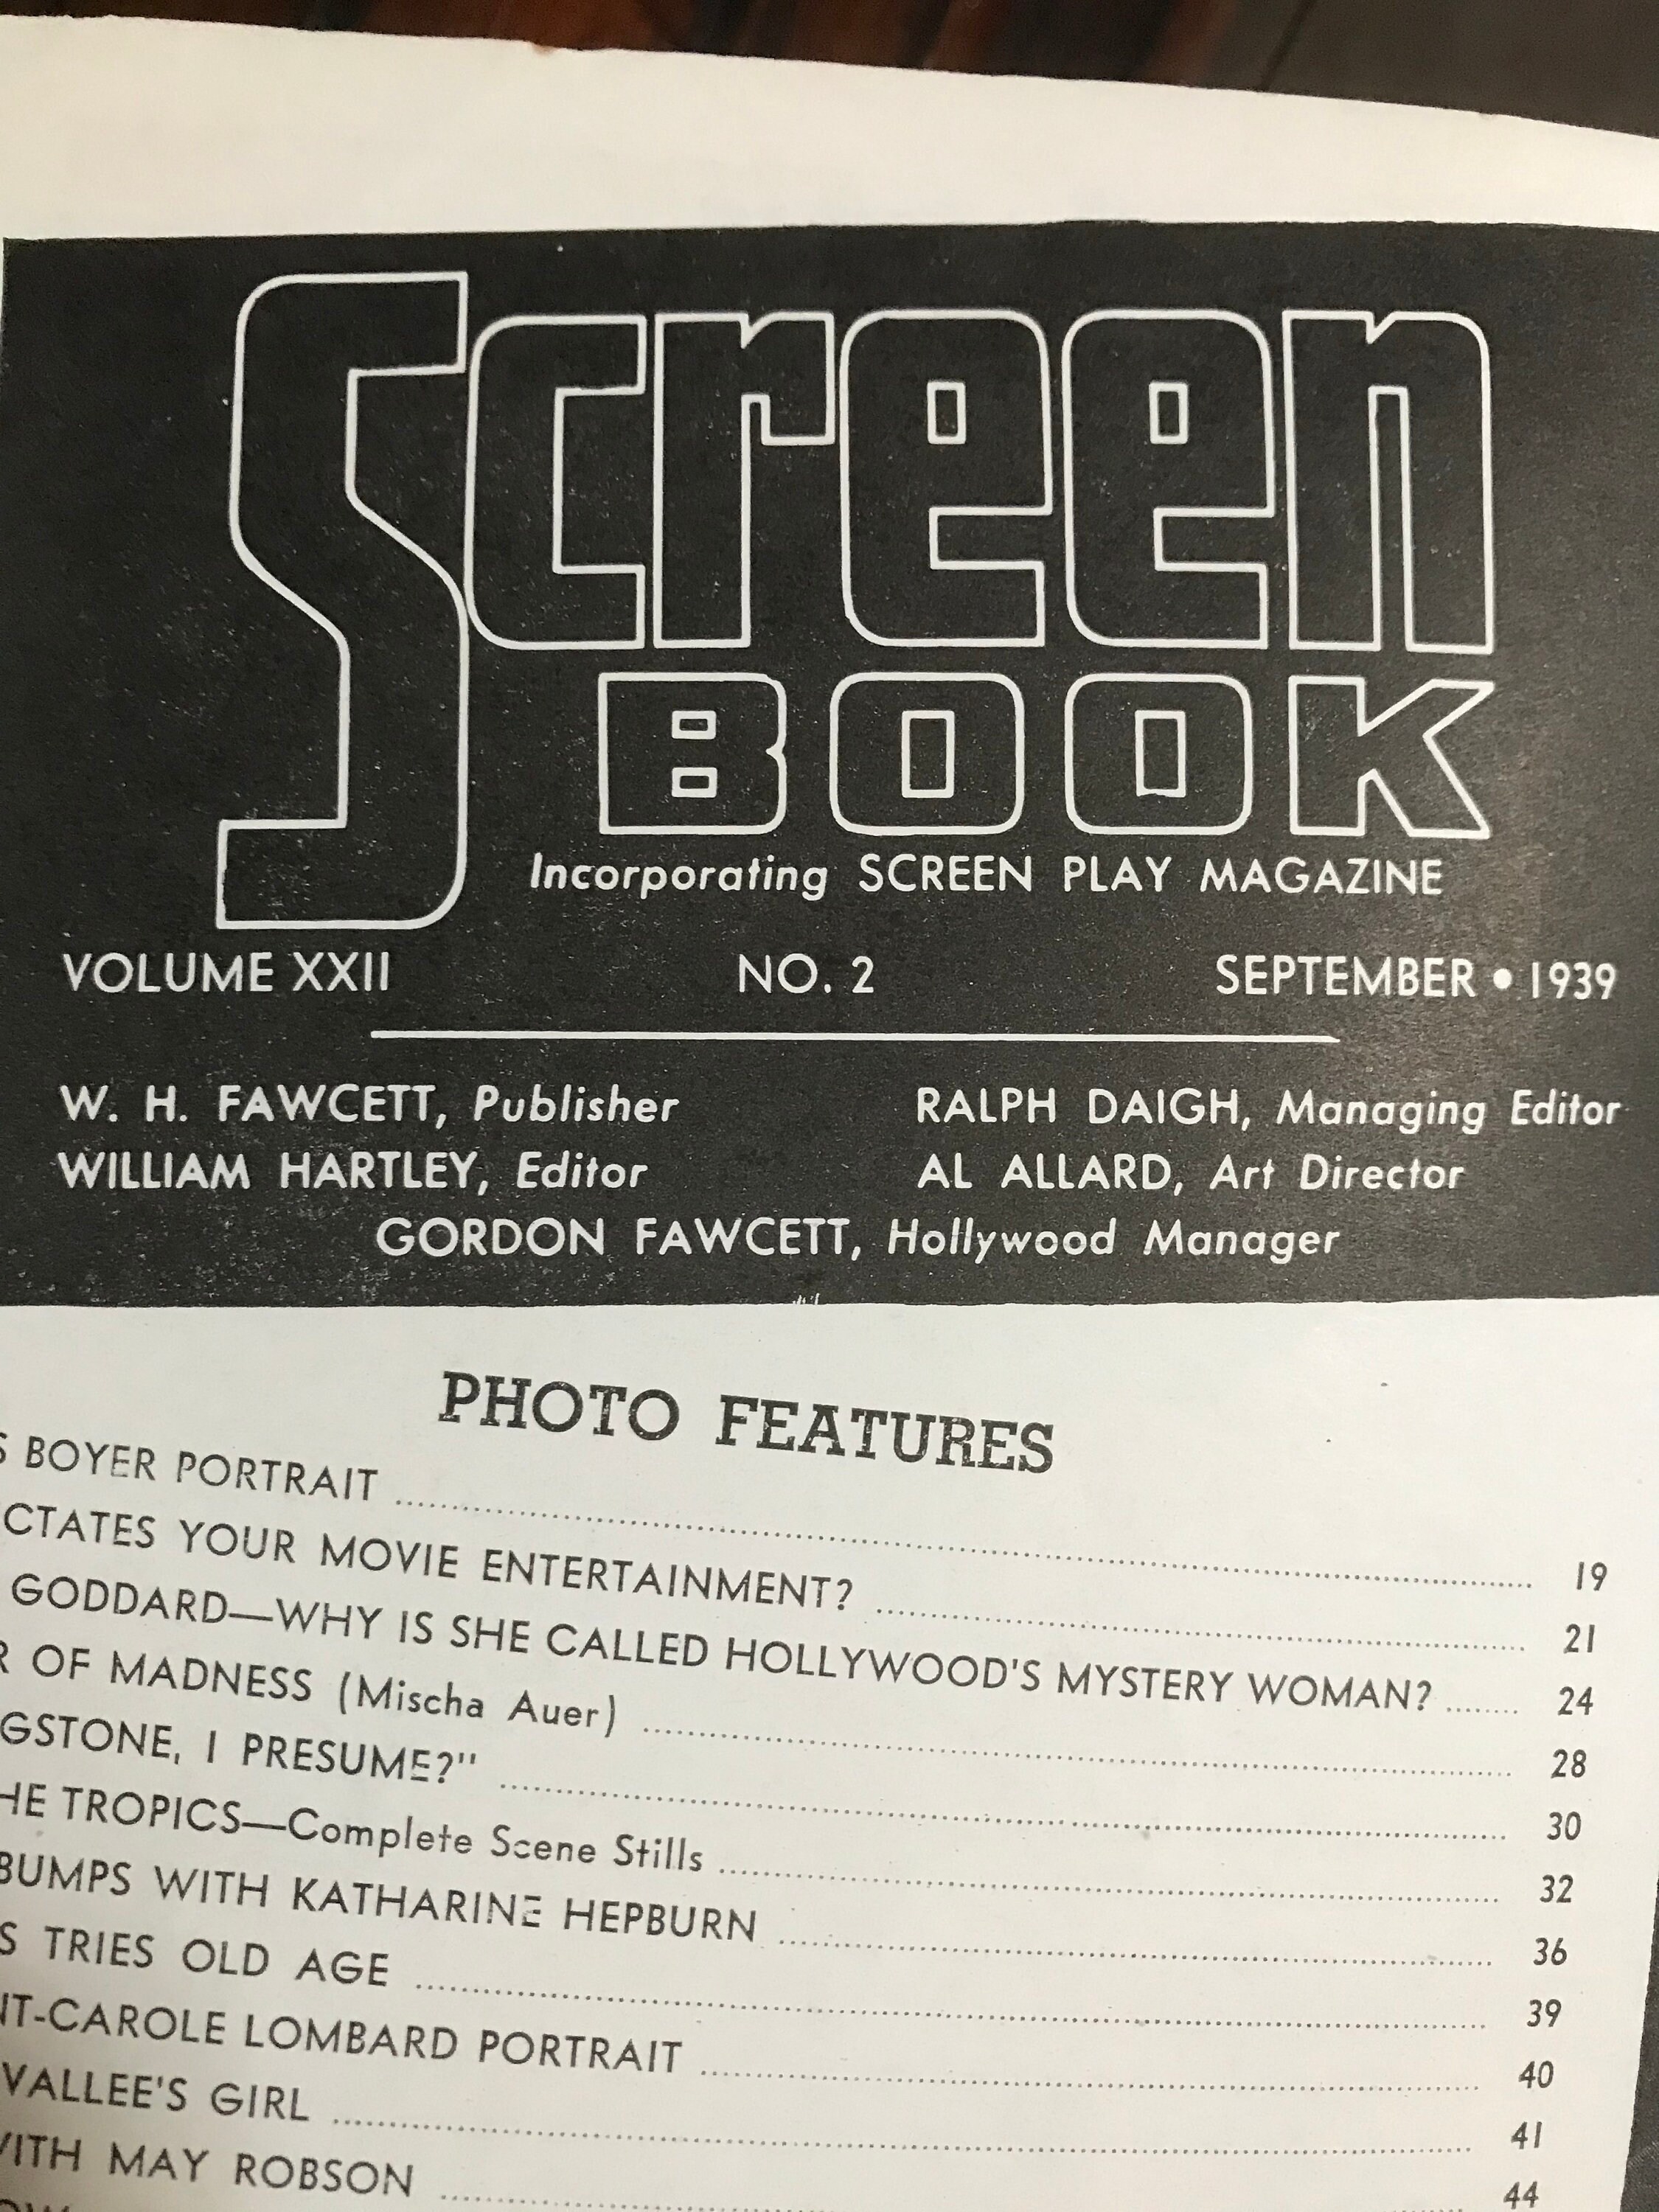 Screen
BOOK
Incorporating SCREEN PLAY MAGAZINE
VOLUME XXII NO. 2 SEPTEMBER • 1939
W. H. FAWCETT, Publisher RALPH DAIGH, Managing Editor
WILLIAM HARTLEY, Editor AL ALLARD, Art Director
GORDON FAWCETT, Hollywood Manager
PHOTO FEATURES
S BOYER PORTRAIT 19
CTATES YOUR MOVIE ENTERTAINMENT? 21
GODDARD—WHY IS SHE CALLED HOLLYWOOD'S MYSTERY WOMAN? 24
R OF MADNESS (Mischa Auer) 28
GSTONE, I PRESUME?" 30
HE TROPICS—Complete Scene Stills 32
BUMPS WITH KATHARINE HEPBURN 36
S TRIES OLD AGE 39
NT-CAROLE LOMBARD PORTRAIT 40
VALLEE'S GIRL 41
WITH MAY ROBSON 44